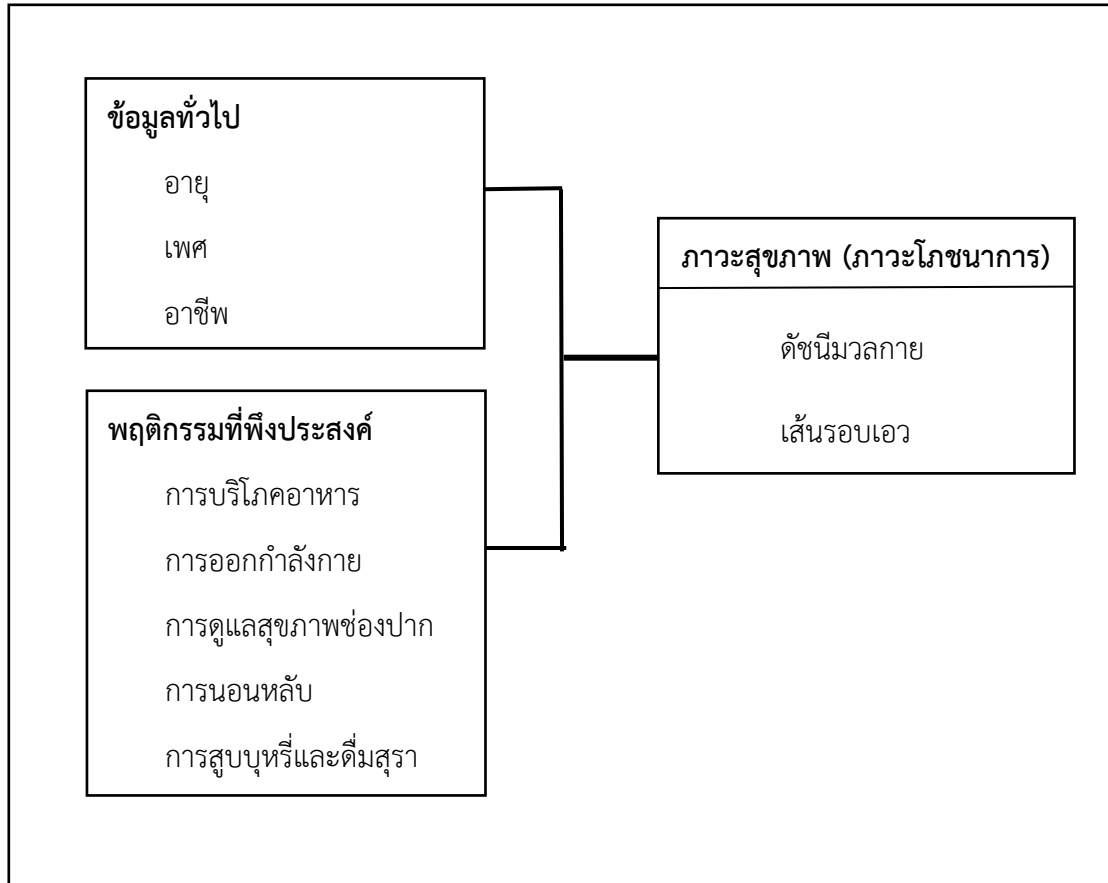 ข้อมูลทั่วไป
อายุ
เพศ
อาชีพ
พฤติกรรมที่พึงประสงค์
การบริโภคอาหาร
การออกกำลังกาย
การดูแลสุขภาพช่องปาก
การนอนหลับ
การสูบบุหรี่และดื่มสุรา
ภาวะสุขภาพ (ภาวะโภชนาการ)
ดัชนีมวลกาย
เส้นรอบเอว